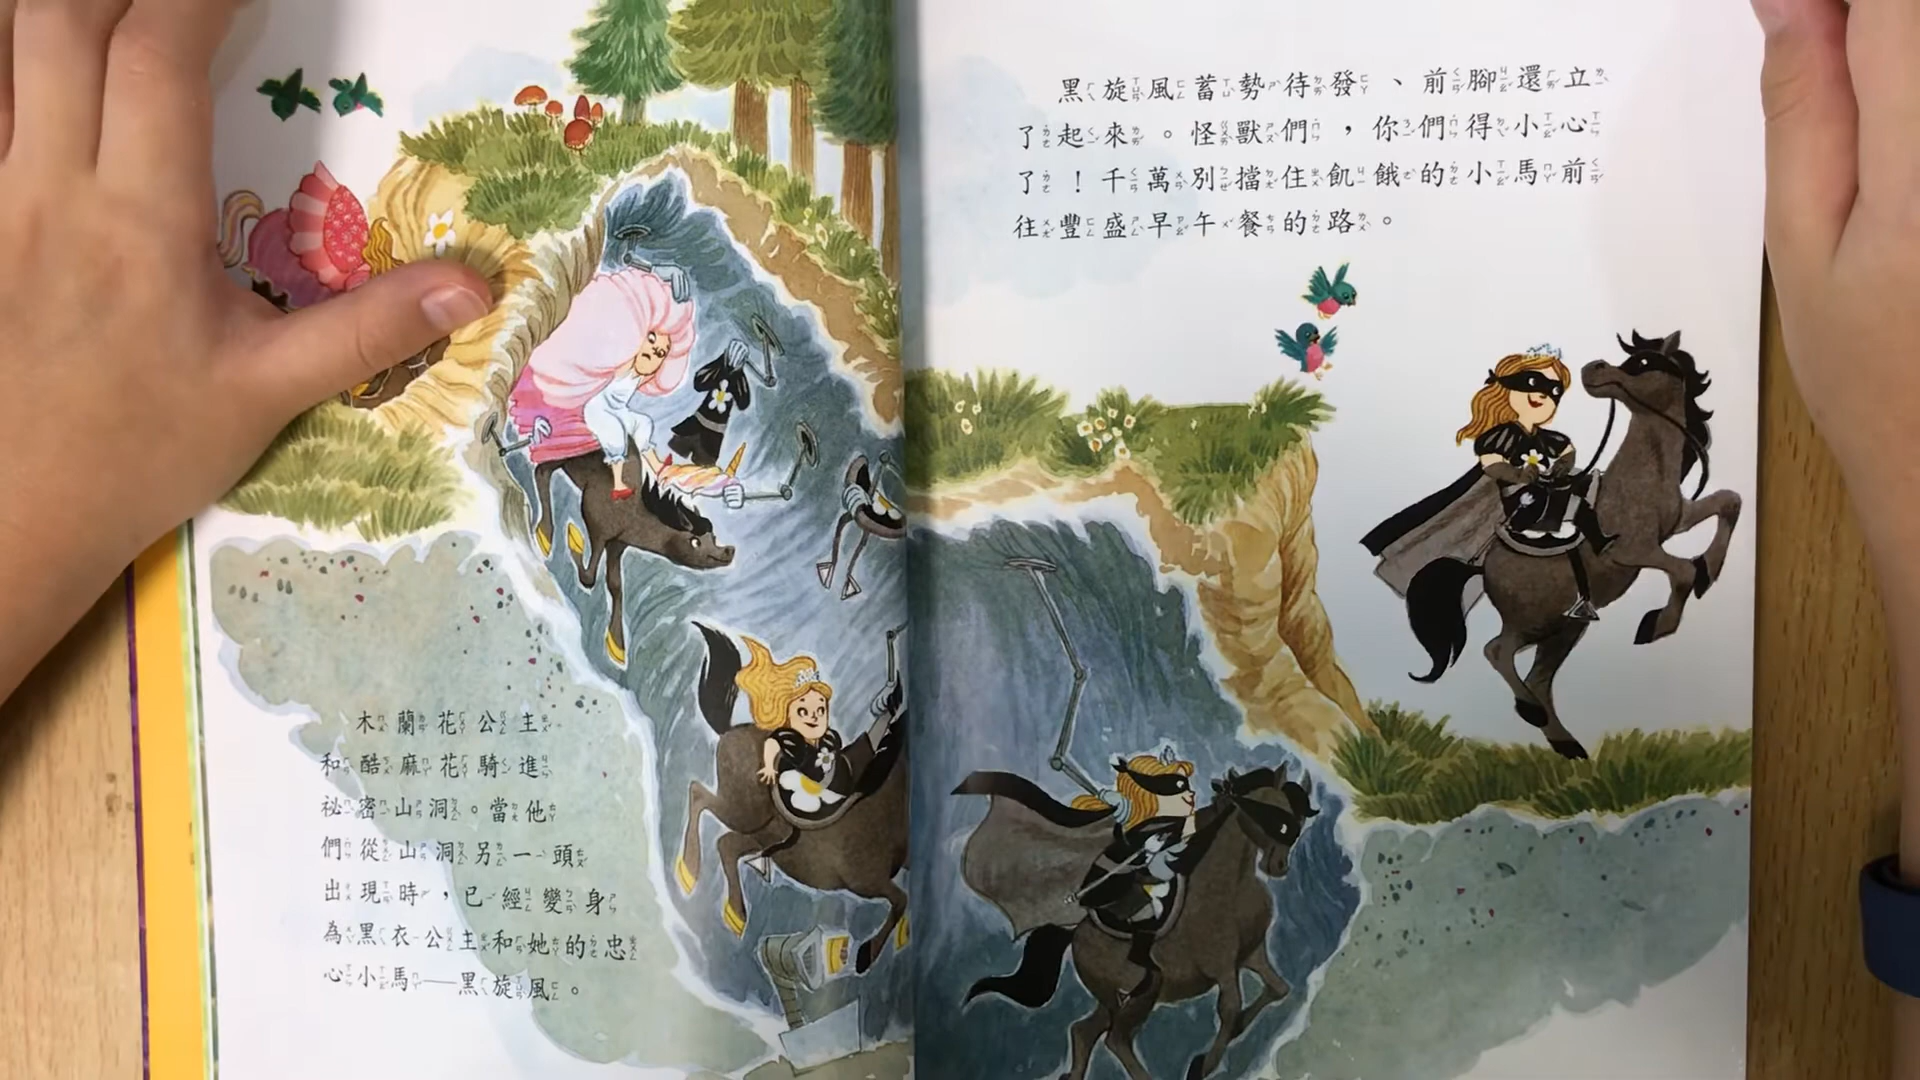 木蘭花公主
和酷麻花騎進
祕密山洞。當他
們從山洞另一頭
出現時，已經變身
為黑衣公主和她的忠
心小馬——黑旋風。
黑旋風蓄勢待發、前腳還立
了起來。怪獸們，你們得小心
了！千萬別擋住飢餓的小馬前
往豐盛早午餐的路。